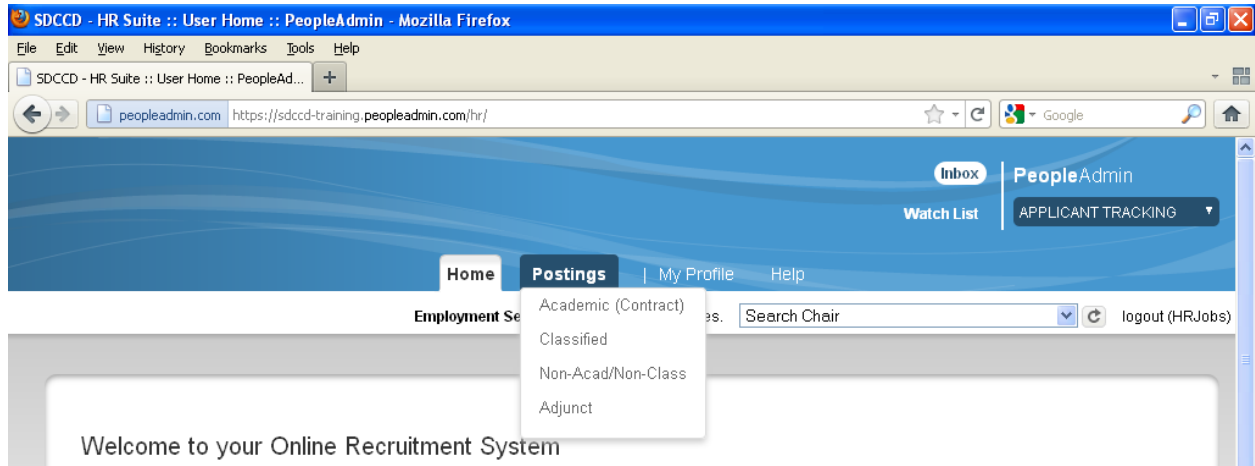 SDCCD - HR Suite :: User Home :: PeopleAdmin - Mozilla Firefox
File Edit View History Bookmarks Tools Help
SDCCD - HR Suite :: User Home :: PeopleAd... +
peopleadmin.com https://sdccd-training.peopleadmin.com/hr/ Google
Inbox PeopleAdmin
Watch List APPLICANT TRACKING
Home Postings | My Profile Help
Employment Se es. Search Chair logout (HRJobs)
Academic (Contract)
Classified
Non-Acad/Non-Class
Adjunct
Welcome to your Online Recruitment System